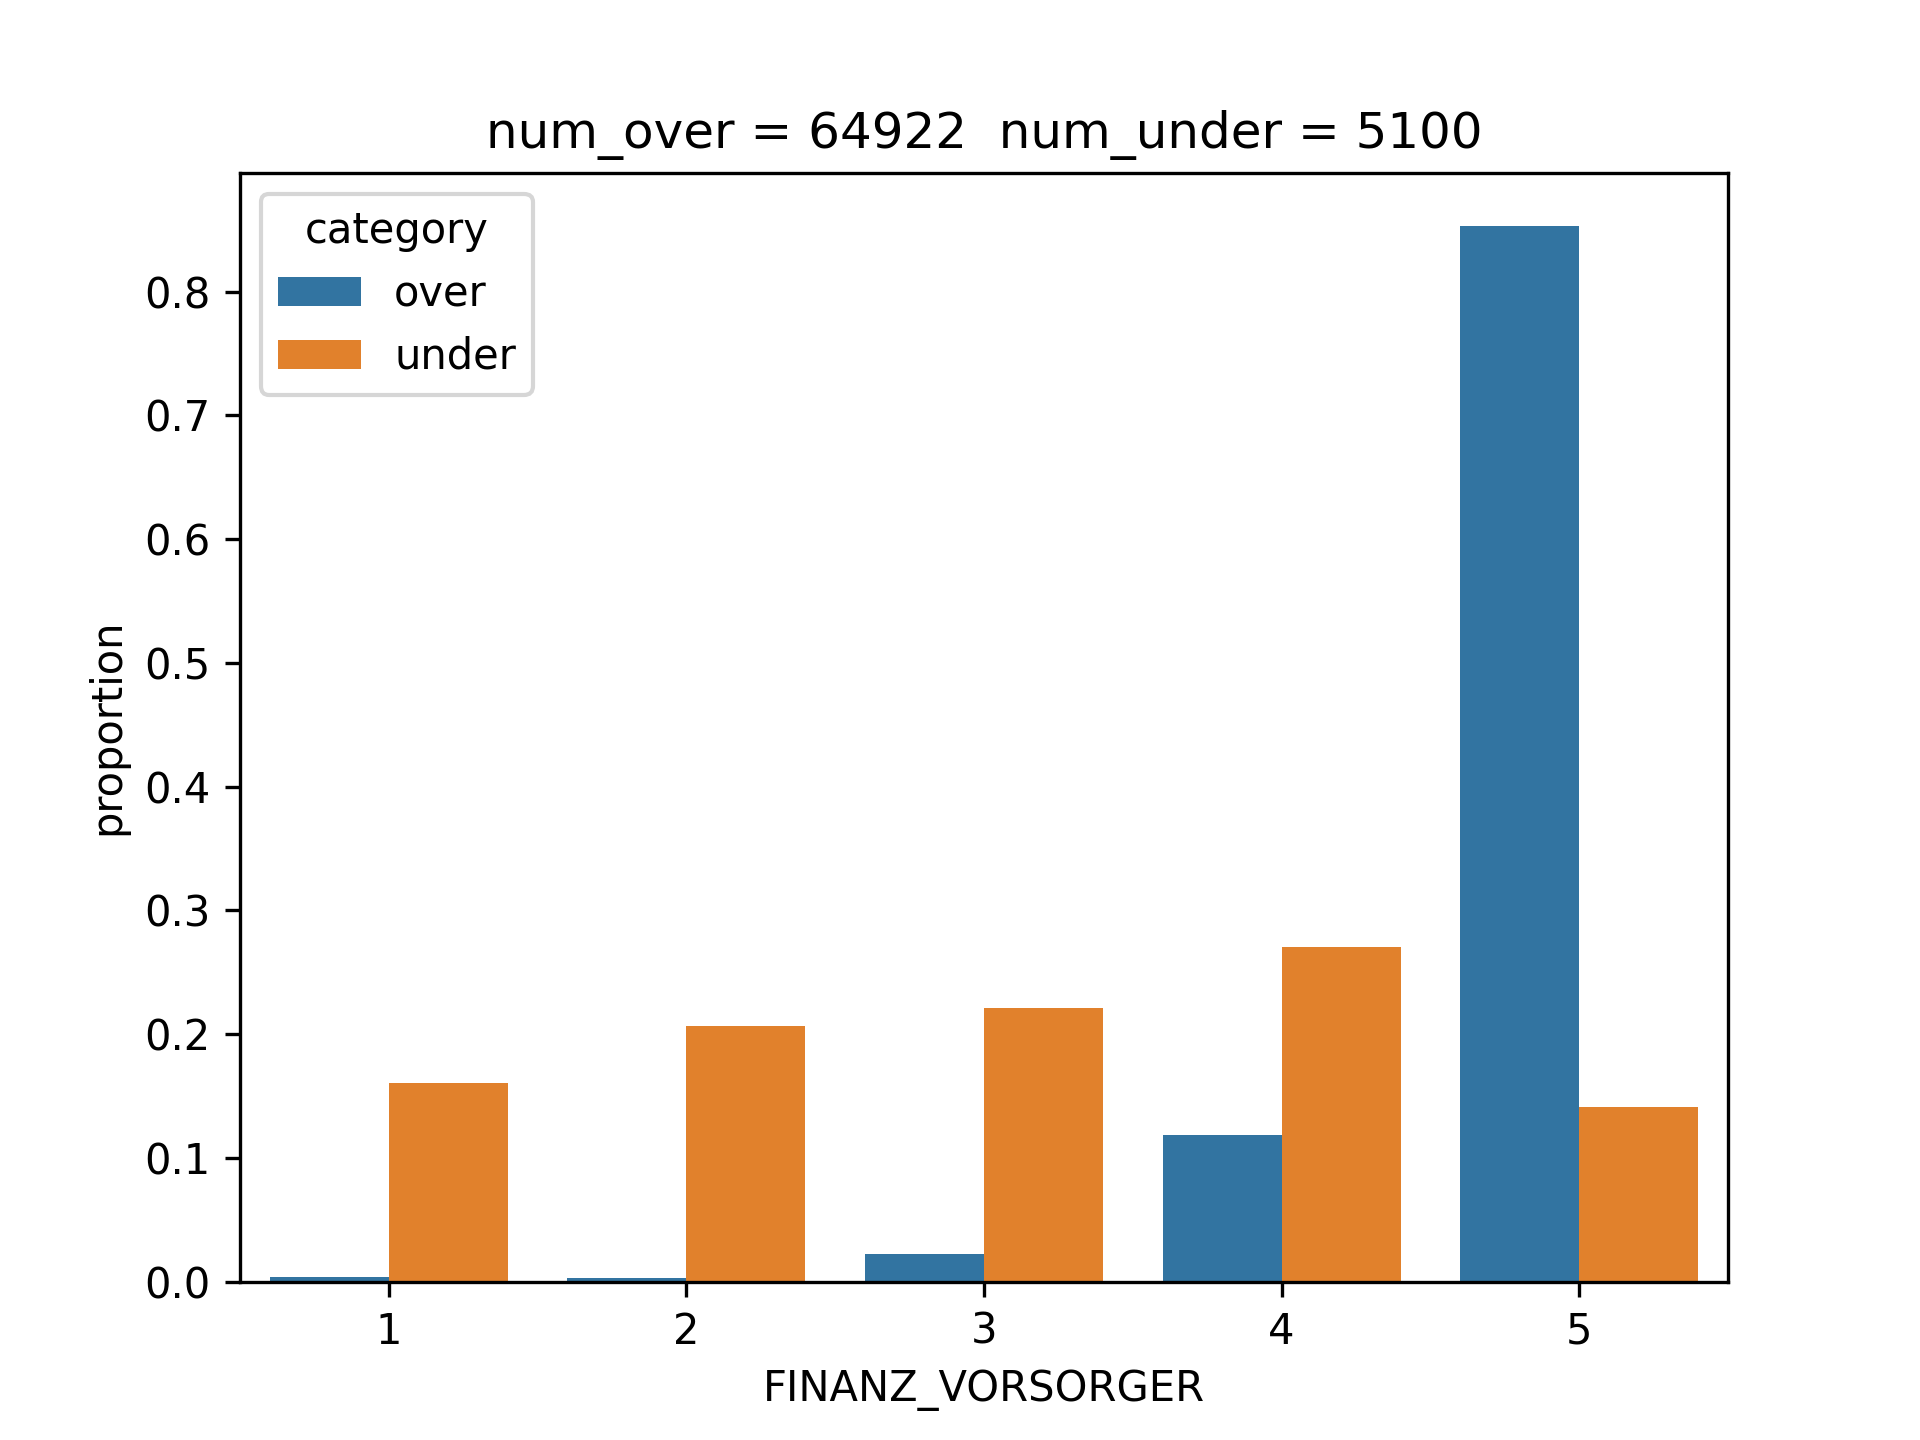 num_over = 64922  num_under = 5100
category
over
under
0.8
0.7
0.6
0.5
0.4
0.3
0.2
0.1
0.0
proportion
1 2 3 4 5
FINANZ_VORSORGER